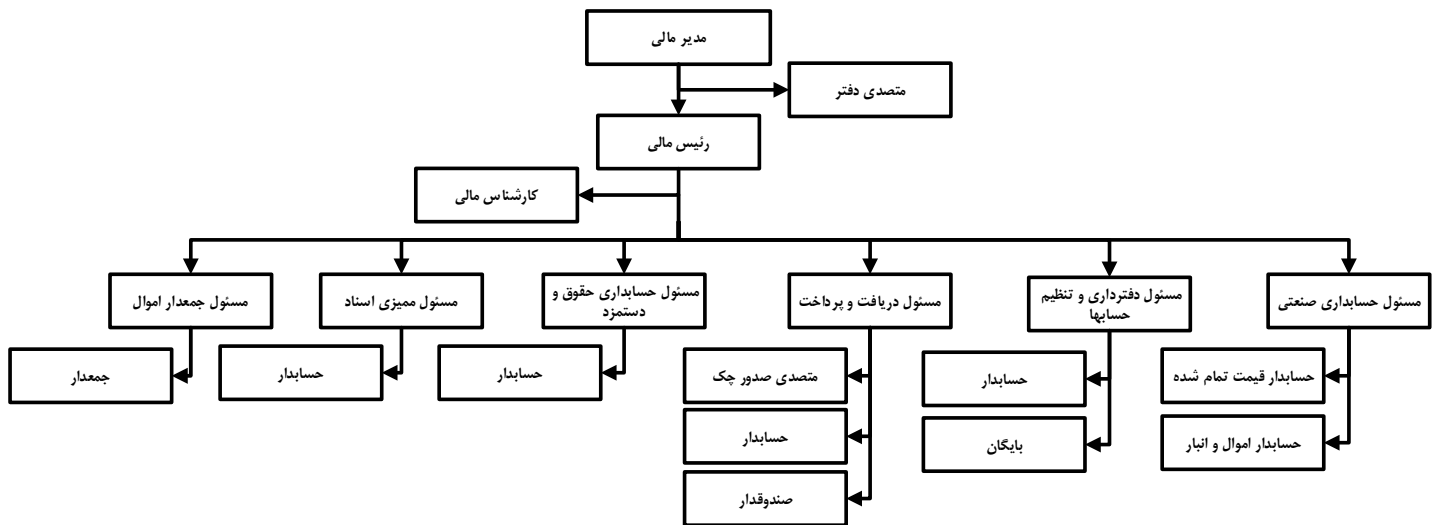 مدیر مالی
متصدی دفتر
رئیس مالی
کارشناس مالی
مسئول حسابداری صنعتی
مسئول دفترداری و تنظیم
حسابها
مسئول دریافت و پرداخت
مسئول حسابداری حقوق و
دستمزد
مسئول ممیزی اسناد
مسئول جمعدار اموال
حسابدار قیمت تمام شده
حسابدار
متصدی صدور چک
حسابدار
حسابدار
جمعدار
حسابدار اموال و انبار
بایگان
حسابدار
صندوقدار